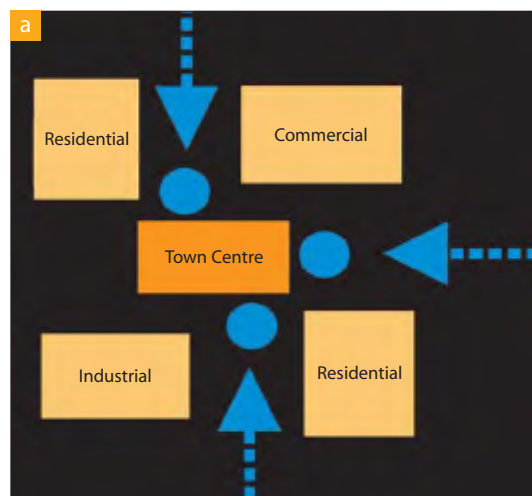 a
Residential
Commercial
Town Centre
Industrial
Residential